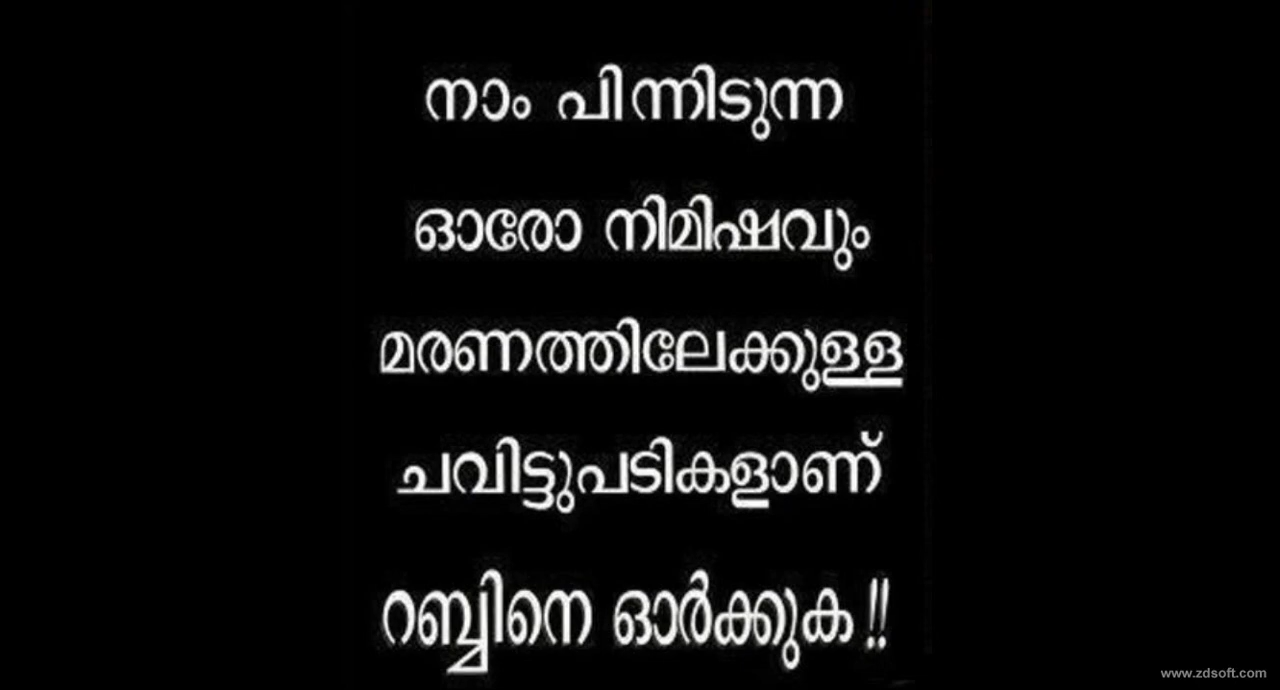 നാം പിന്നിടുന്ന
ഓരോ നിമിഷവും
മരണത്തിലേക്കുള്ള
ചവിട്ടുപടികളാണ്
റബ്ബിനെ ഓർക്കുക !!
www.zdsoft.com